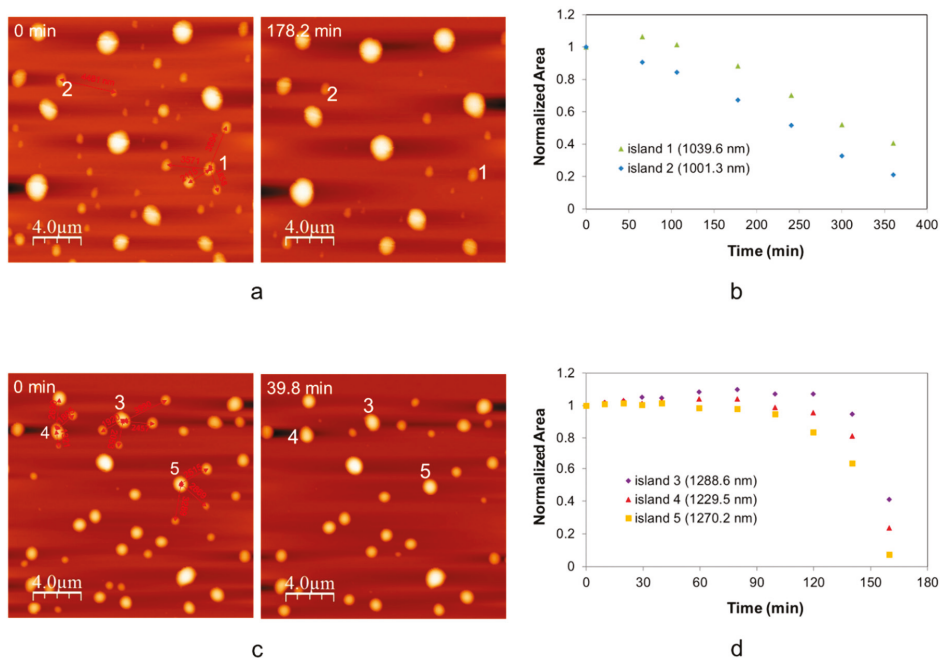 0 min
2
1
4.0µm
178.2 min
2
1
4.0µm
a
Normalized Area
1.2
1
0.8
0.6
0.4
0.2
0
island 1 (1039.6 nm)
island 2 (1001.3 nm)
0 50 100 150 200 250 300 350 400
Time (min)
b
0 min
3
4
5
4.0µm
39.8 min
3
4
5
4.0µm
c
Normalized Area
1.2
1
0.8
0.6
0.4
0.2
0
island 3 (1288.6 nm)
island 4 (1229.5 nm)
island 5 (1270.2 nm)
0 30 60 90 120 150 180
Time (min)
d